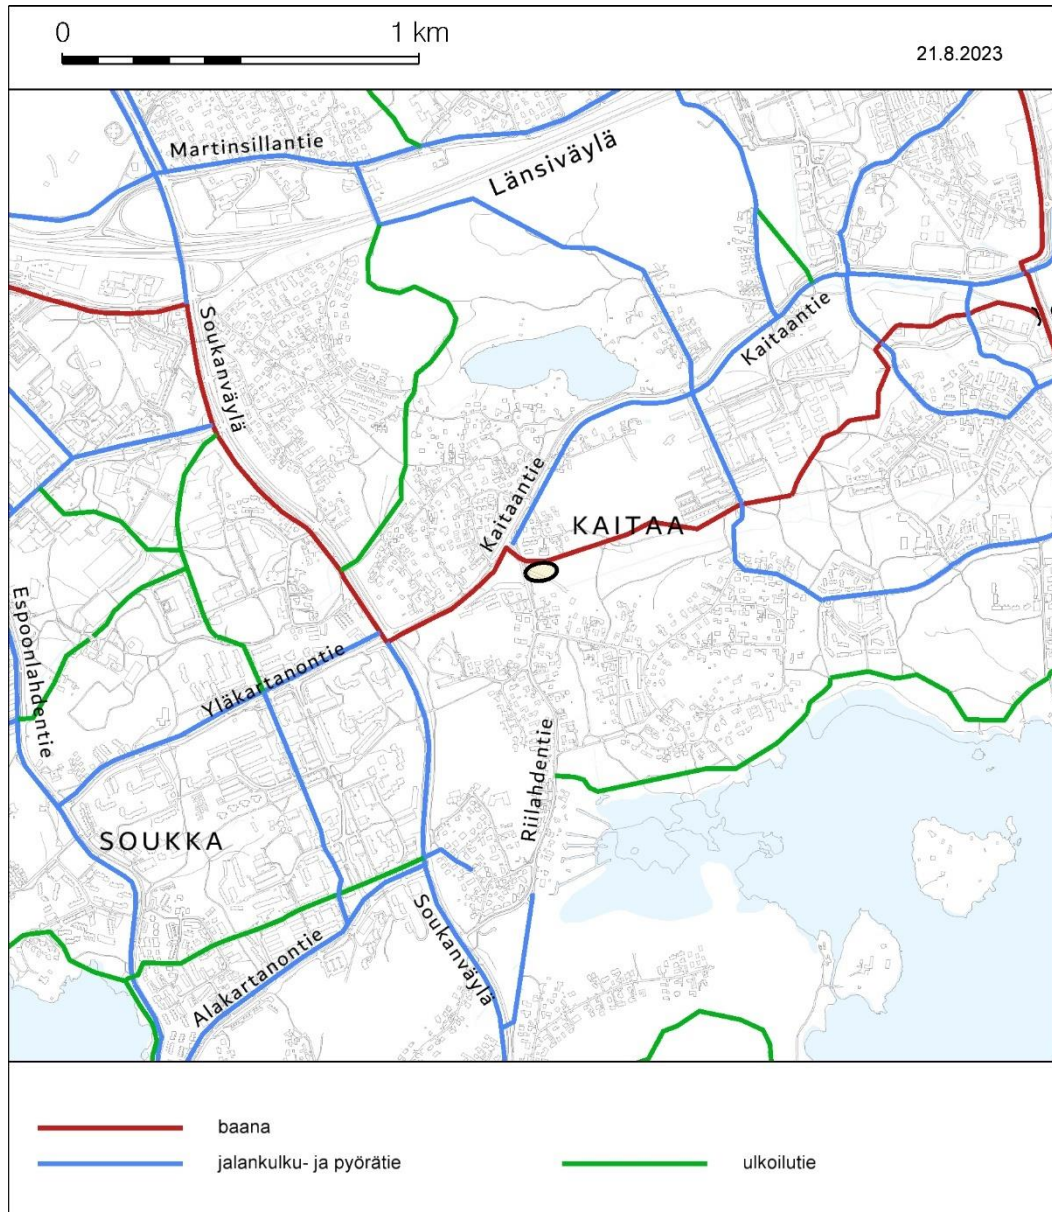 0 1 km
21.8.2023
Martinsillantie
Länsiväylä
Soukanväylä
Kaitaantie
Kaitaantie
KAITAA
Espoonlahdentie
Yläkartanontie
Riilahdentie
SOUKKA
Soukanväylä
Alakartanontie
baana
jalankulku- ja pyörätie
ulkoilutie